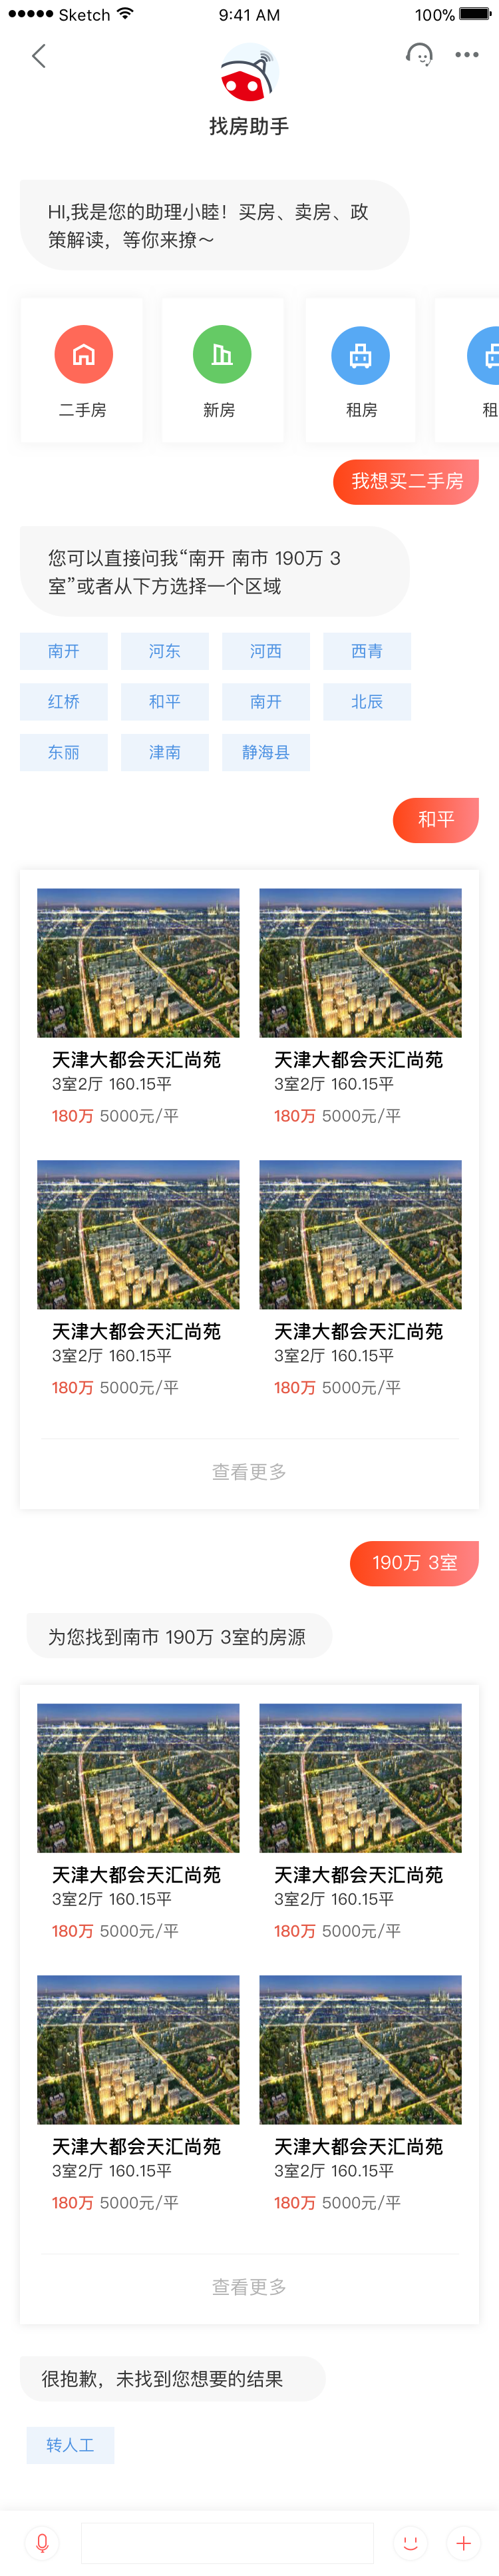 Sketch 9:41 AM 100%
找房助手
HI,我是您的助理小睦！买房、卖房、政
策解读，等你来撩～
二手房 新房 租房 租
我想买二手房
您可以直接问我“南开 南市 190万 3
室”或者从下方选择一个区域
南开 河东 河西 西青
红桥 和平 南开 北辰
东丽 津南 静海县
和平
天津大都会天汇尚苑 天津大都会天汇尚苑
3室2厅 160.15平 3室2厅 160.15平
180万 5000元/平 180万 5000元/平
天津大都会天汇尚苑 天津大都会天汇尚苑
3室2厅 160.15平 3室2厅 160.15平
180万 5000元/平 180万 5000元/平
查看更多
190万 3室
为您找到南市 190万 3室的房源
天津大都会天汇尚苑 天津大都会天汇尚苑
3室2厅 160.15平 3室2厅 160.15平
180万 5000元/平 180万 5000元/平
天津大都会天汇尚苑 天津大都会天汇尚苑
3室2厅 160.15平 3室2厅 160.15平
180万 5000元/平 180万 5000元/平
查看更多
很抱歉，未找到您想要的结果
转人工